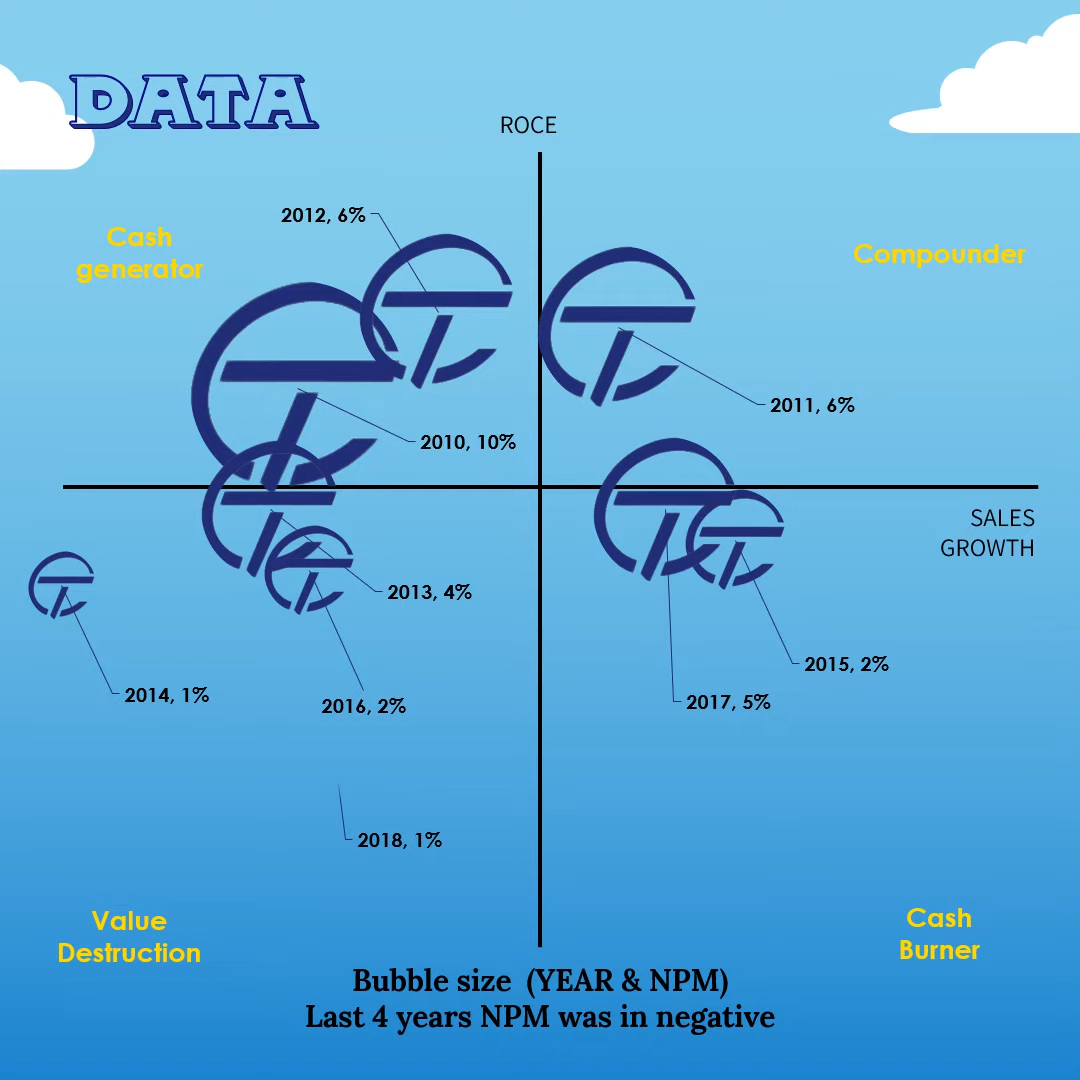 DATA
ROCE
2012, 6%
Cash
generator
Compounder
2011, 6%
2010, 10%
SALES
GROWTH
2013, 4%
2015, 2%
2014, 1%
2016, 2%
2017, 5%
2018, 1%
Value
Destruction
Cash
Burner
Bubble size (YEAR & NPM)
Last 4 years NPM was in negative